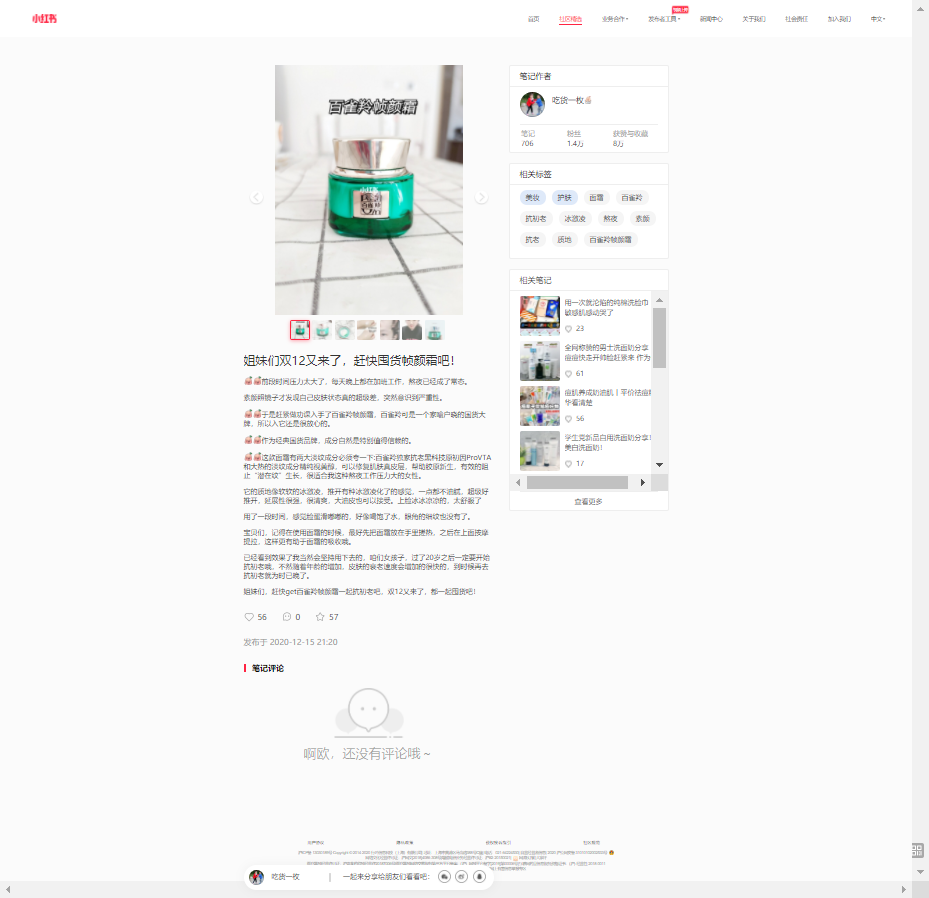 小红书
首页 社区精选 业务合作 发布者工具 新闻中心 关于我们 社会责任 加入我们 中文
百雀羚帧颜霜
笔记作者
吃货一枚
笔记 粉丝 获赞与收藏
706 1.4万 8万
相关标签
美妆 护肤 面霜 百雀羚
抗初老 冰激凌 熬夜 素颜
抗老 质地 百雀羚帧颜霜
相关笔记
用一次就沦陷的纯棉洗脸巾
敏感肌感动哭了
23
全网称赞的男士洗面奶分享
痘痘快走开帅脸赶紧来 作为
61
痘肌养成奶油肌丨平价祛痘
华看清楚
56
学生党新品白用洗面奶分享!
美白洗面奶!
17
查看更多
姐妹们双12又来了，赶快囤货帧颜霜吧！
前段时间压力太大了，每天晚上都在加班工作，熬夜已经成了常态。
素颜照镜子才发现自己皮肤状态真的超级差，突然意识到严重性。
于是赶紧做功课入手了百雀羚帧颜霜，百雀羚可是一个家喻户晓的国货大
牌，所以入它还是很放心的。
作为经典国货品牌，成分自然是特别值得信赖的。
这款面霜有两大淡纹成分必须夸一下:百雀羚独家抗老黑科技原初因ProVTA
和大热的淡纹成分精纯视黄醇，可以修复肌肤真皮层，帮助胶原新生，有效的阻
止“潜在纹”生长，很适合我这种熬夜工作压力大的女性。
它的质地像软软的冰激凌，推开有种冰激凌化了的感觉，一点都不油腻，超级好
推开，延展性很强，很清爽，大油皮也可以接受。上脸冰冰凉凉的，太舒服了
用了一段时间，感觉脸蛋滑嘟嘟的，好像喝饱了水，眼角的细纹也没有了。
宝贝们，记得在使用面霜的时候，最好先把面霜放在手里搓热，之后在上面按摩
提拉，这样更有助于面霜的吸收哦。
已经看到效果了我当然会坚持用下去的，咱们女孩子，过了20岁之后一定要开始
抗初老哦，不然随着年龄的增加，皮肤的衰老速度会增加的很快的，到时候再去
抗初老就为时已晚了。
姐妹们，赶快get百雀羚帧颜霜一起抗初老吧，双12又来了，都一起囤货吧！
56 0 57
发布于 2020-12-15 21:20
笔记评论
啊欧，还没有评论哦~
吃货一枚 | 一起来分享给朋友们看看吧：